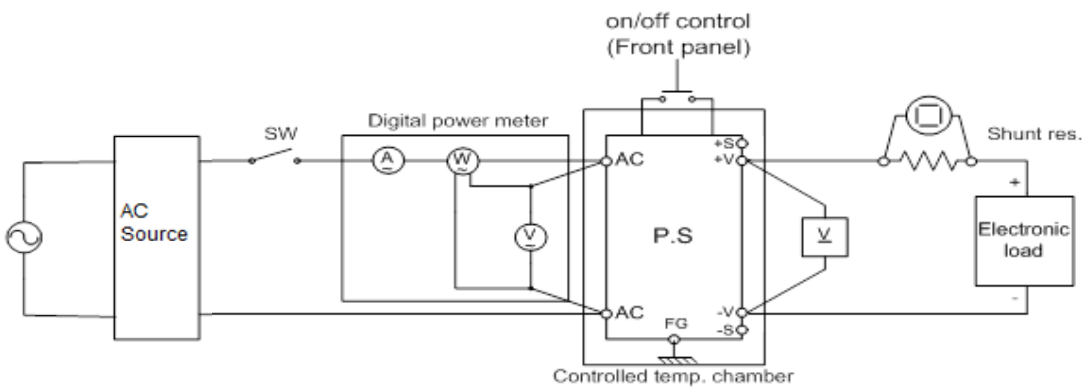 on/off control
(Front panel)
SW
Digital power meter
Shunt res.
A
W
+S
+V
AC
AC
Source
V
P.S
V
+
Electronic
load
-
AC
FG
-V
-S
Controlled temp. chamber